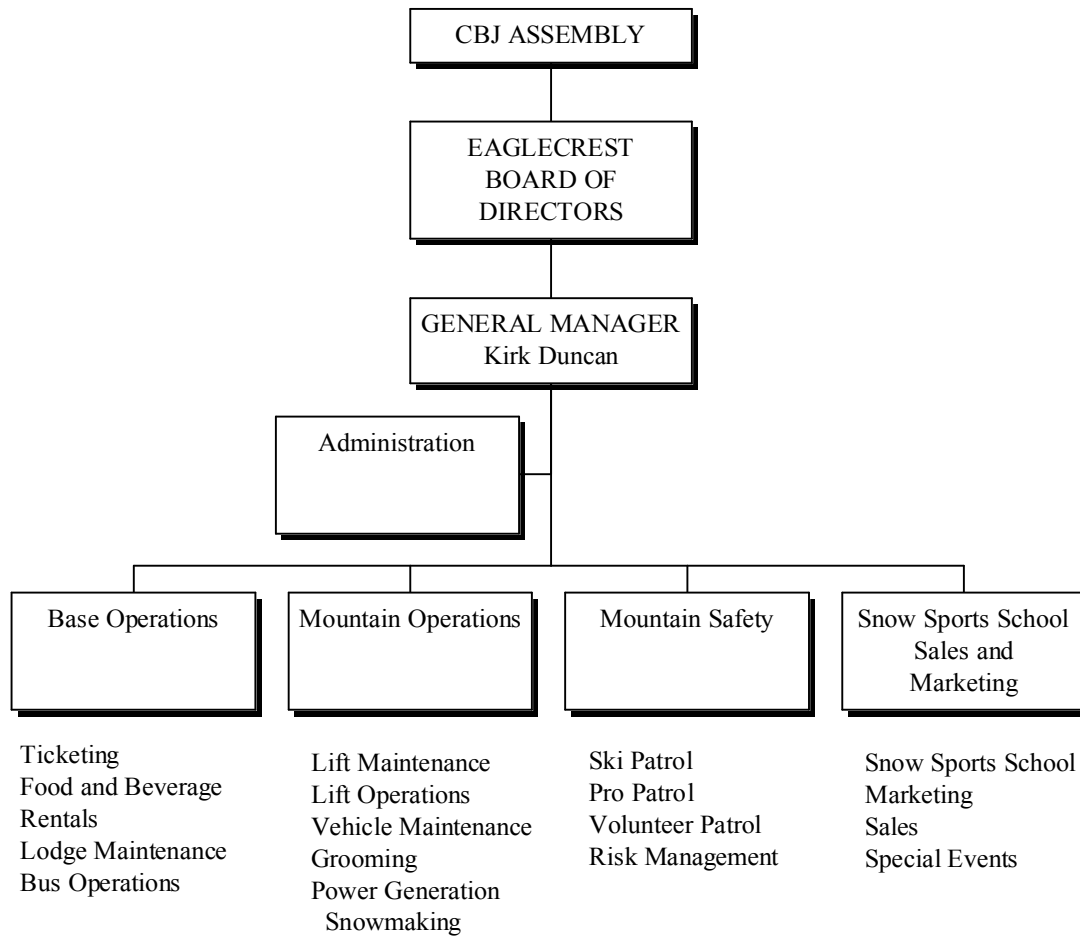 CBJ ASSEMBLY
EAGLECREST
BOARD OF
DIRECTORS
GENERAL MANAGER
Kirk Duncan
Administration
Base Operations
Mountain Operations
Mountain Safety
Snow Sports School
Sales and
Marketing
Ticketing
Food and Beverage
Rentals
Lodge Maintenance
Bus Operations
Lift Maintenance
Lift Operations
Vehicle Maintenance
Grooming
Power Generation
Snowmaking
Ski Patrol
Pro Patrol
Volunteer Patrol
Risk Management
Snow Sports School
Marketing
Sales
Special Events